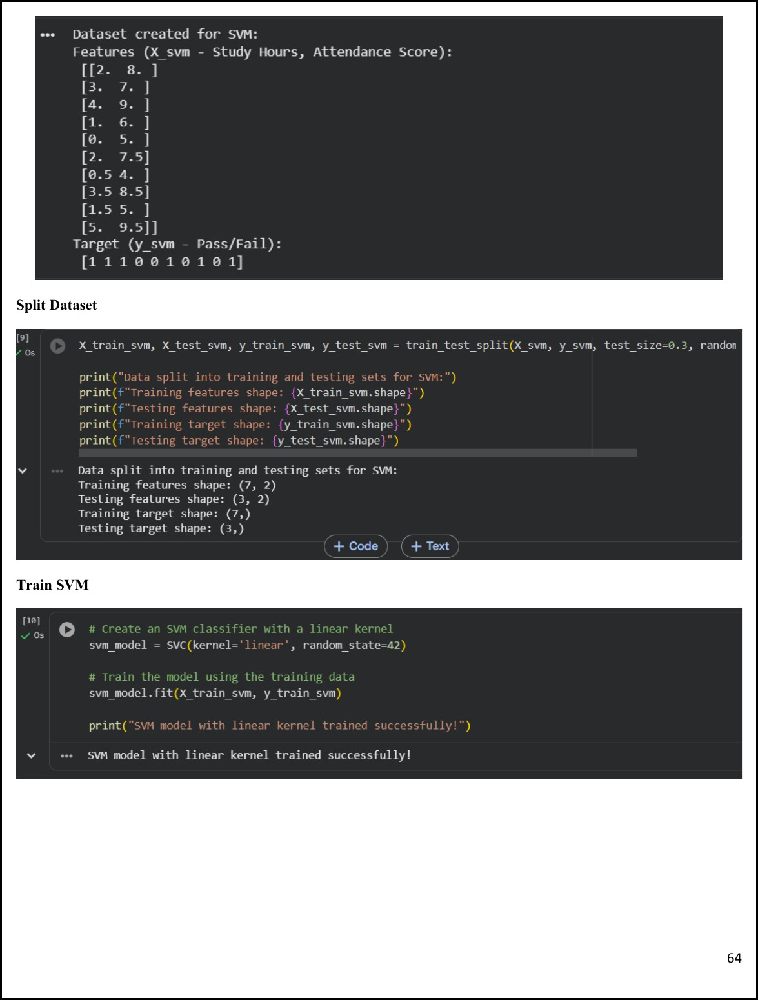 ••• Dataset created for SVM:
Features (X_svm - Study Hours, Attendance Score):
[[2.  8. ]
[3.  7. ]
[4.  9. ]
[1.  6. ]
[0.  5. ]
[2.  7.5]
[0.5 4. ]
[3.5 8.5]
[1.5 5. ]
[5.  9.5]]
Target (y_svm - Pass/Fail):
[1 1 1 0 0 1 0 1 0 1]
Split Dataset
[9]
0s
X_train_svm, X_test_svm, y_train_svm, y_test_svm = train_test_split(X_svm, y_svm, test_size=0.3, random
print("Data split into training and testing sets for SVM:")
print(f"Training features shape: {X_train_svm.shape}")
print(f"Testing features shape: {X_test_svm.shape}")
print(f"Training target shape: {y_train_svm.shape}")
print(f"Testing target shape: {y_test_svm.shape}")
••• Data split into training and testing sets for SVM:
Training features shape: (7, 2)
Testing features shape: (3, 2)
Training target shape: (7,)
Testing target shape: (3,)
+ Code + Text
Train SVM
[10]
0s
# Create an SVM classifier with a linear kernel
svm_model = SVC(kernel='linear', random_state=42)
# Train the model using the training data
svm_model.fit(X_train_svm, y_train_svm)
print("SVM model with linear kernel trained successfully!")
••• SVM model with linear kernel trained successfully!
64